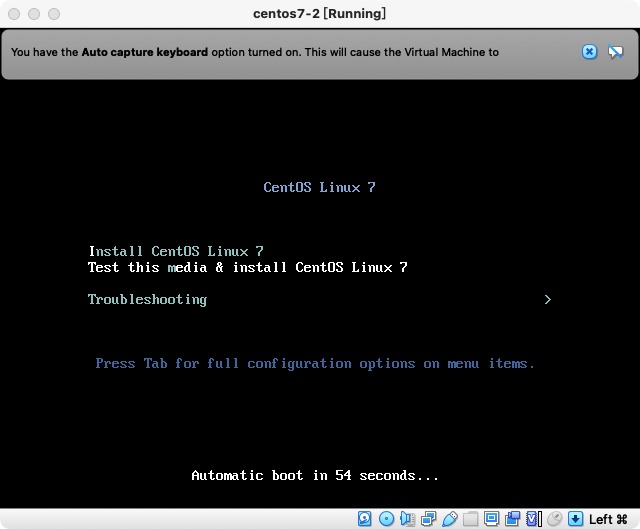 centos7-2 [Running]
You have the Auto capture keyboard option turned on. This will cause the Virtual Machine to
CentOS Linux 7
Install CentOS Linux 7
Test this media & install CentOS Linux 7
Troubleshooting >
Press Tab for full configuration options on menu items.
Automatic boot in 54 seconds...
Left ⌘